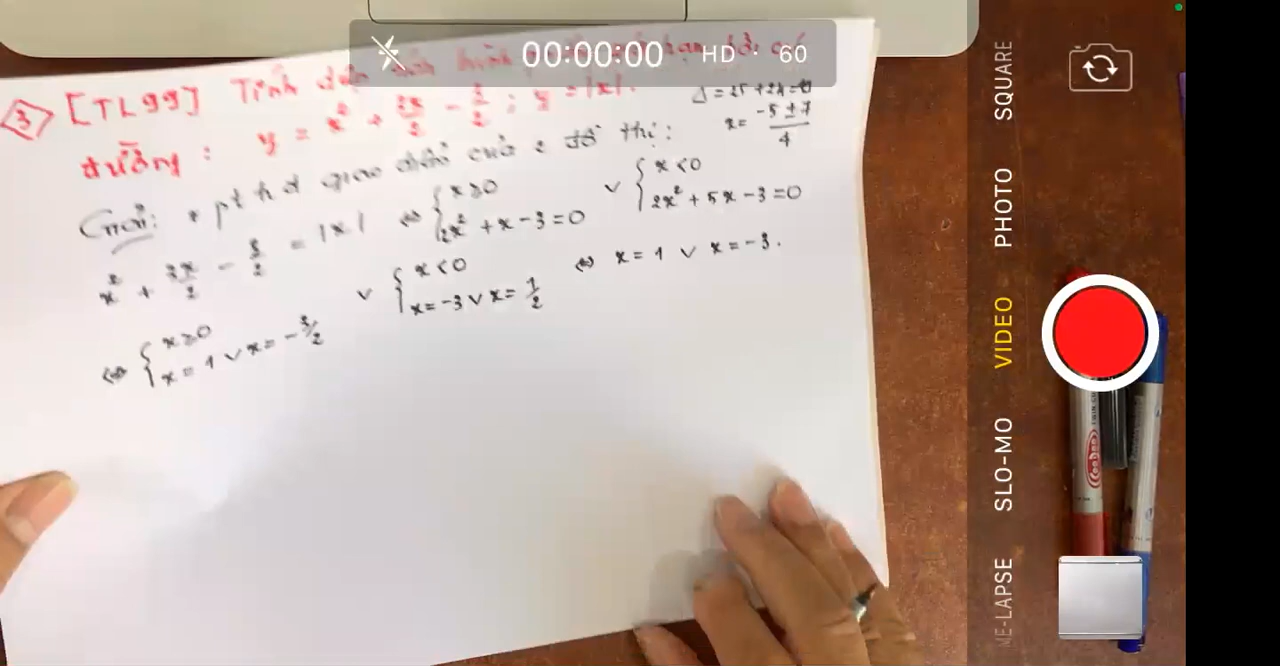 00:00:00 HD · 60
3 [TL99] Tính diện
đường: y = x² + 3x/2 - 3/2; y = |x|.
Δ = 25 + 24 =
x = (-5 ± 7)/4
Giải: * pt hđ giao điểm của 2 đồ thị:
x² + 3x/2 - 3/2 = |x| ⇔ { x ≥ 0 ; 2x² + x - 3 = 0 ∨ { x < 0 ; 2x² + 5x - 3 = 0
⇔ { x ≥ 0 ; x = 1 ∨ x = -3/2 ∨ { x < 0 ; x = -3 ∨ x = 1/2 ⇔ x = 1 ∨ x = -3.
SQUARE
PHOTO
VIDEO
SLO-MO
ME-LAPSE